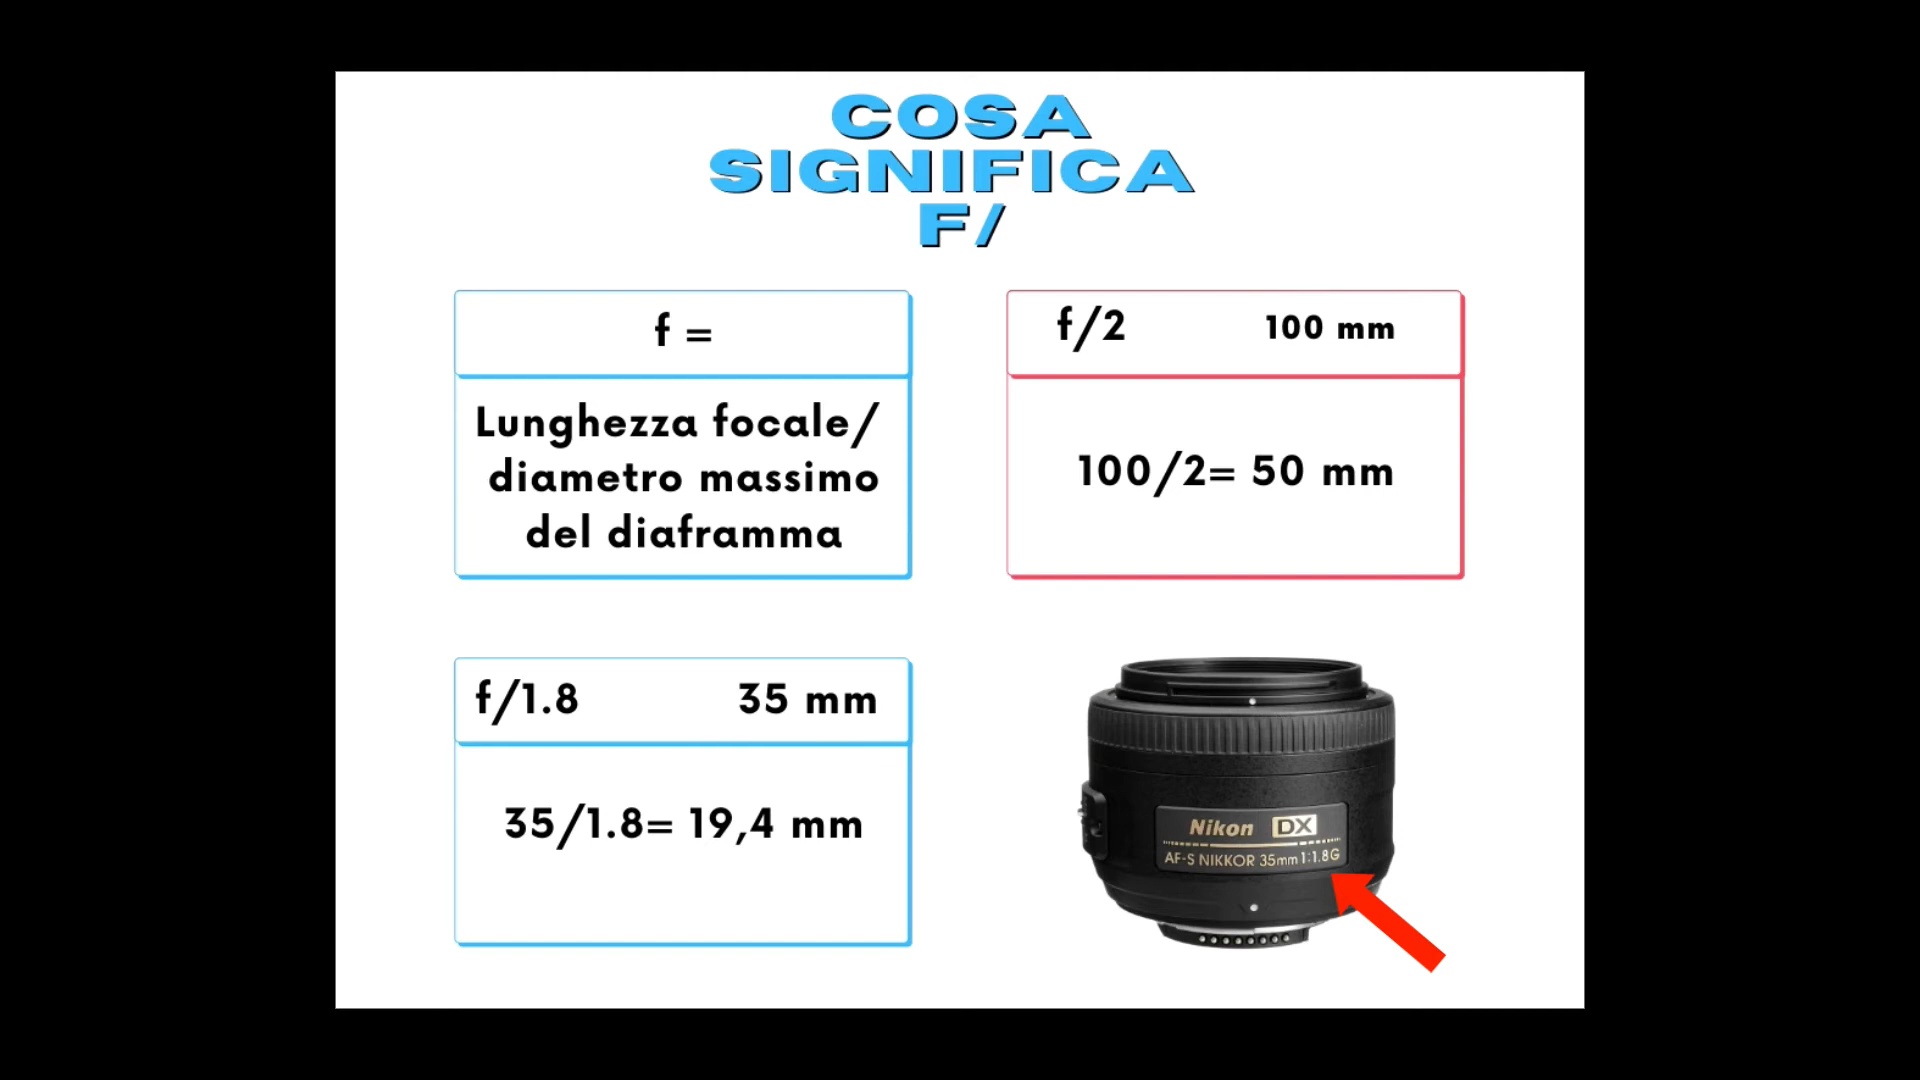 COSA
SIGNIFICA
F/
f =
Lunghezza focale/
diametro massimo
del diaframma
f/2 100 mm
100/2= 50 mm
f/1.8 35 mm
35/1.8= 19,4 mm
Nikon DX
AF-S NIKKOR 35mm 1:1.8G